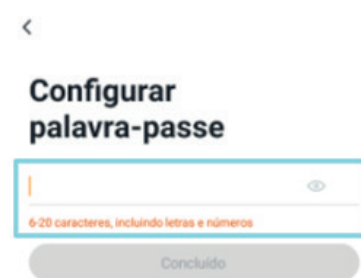 Configurar
palavra-passe
6-20 caracteres, incluindo letras e números
Concluído